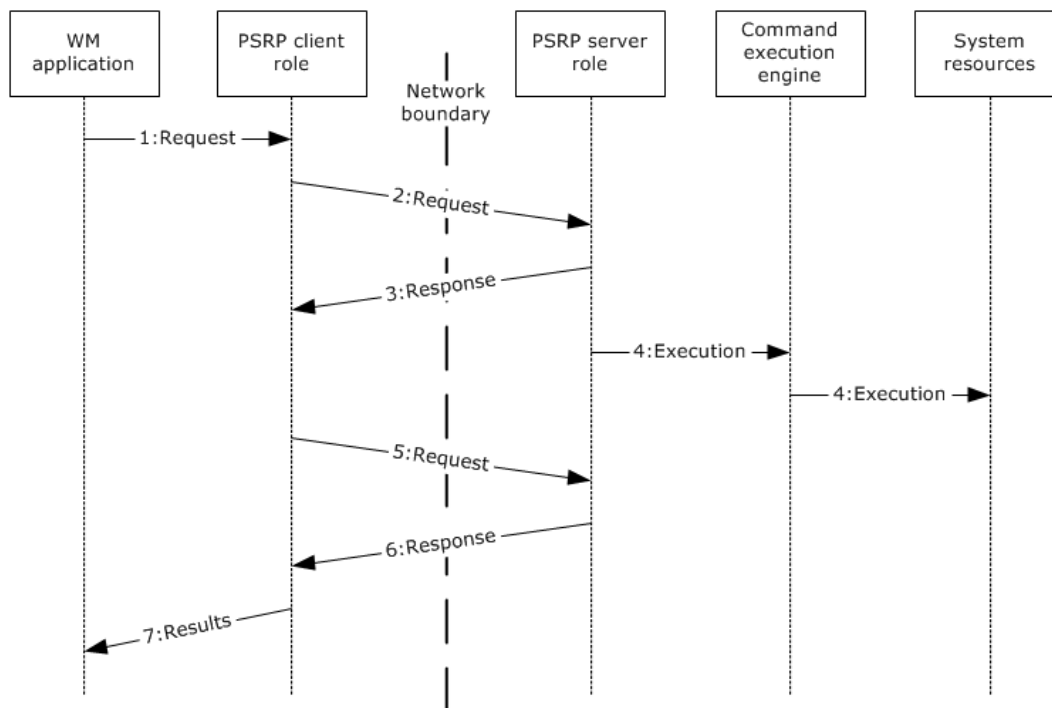 WM
application
PSRP client
role
PSRP server
role
Command
execution
engine
System
resources
Network
boundary
1:Request
2:Request
3:Response
4:Execution
4:Execution
5:Request
6:Response
7:Results